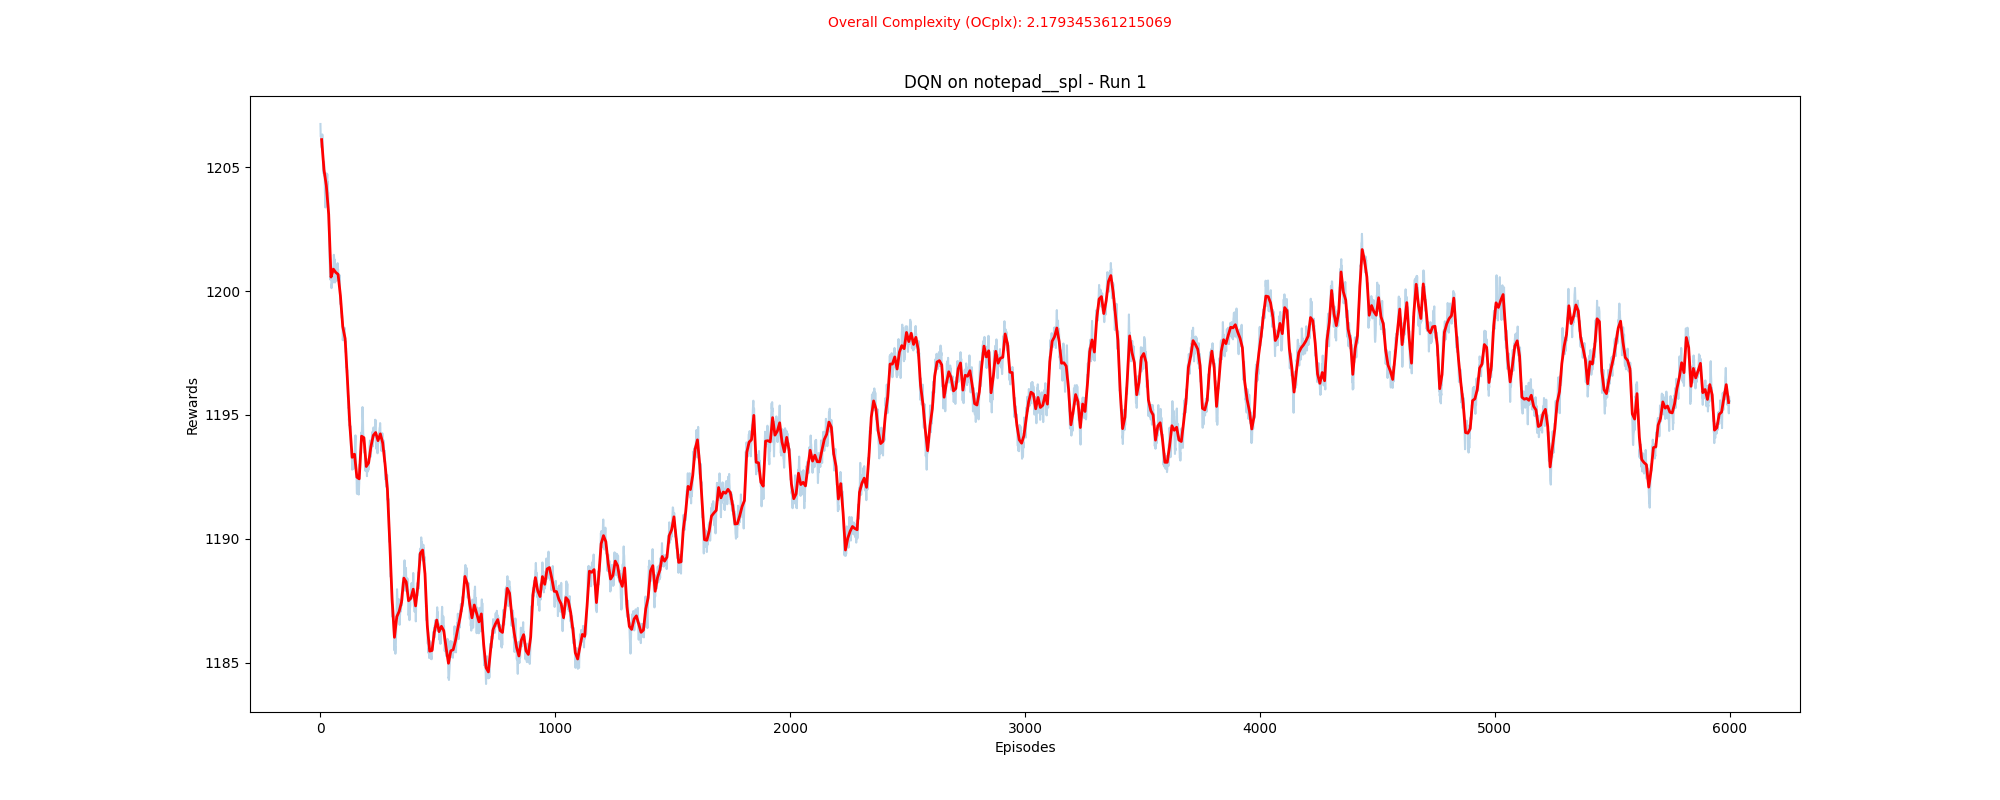 Overall Complexity (OCplx): 2.179345361215069
DQN on notepad__spl - Run 1
Rewards
1205
1200
1195
1190
1185
0 1000 2000 3000 4000 5000 6000
Episodes